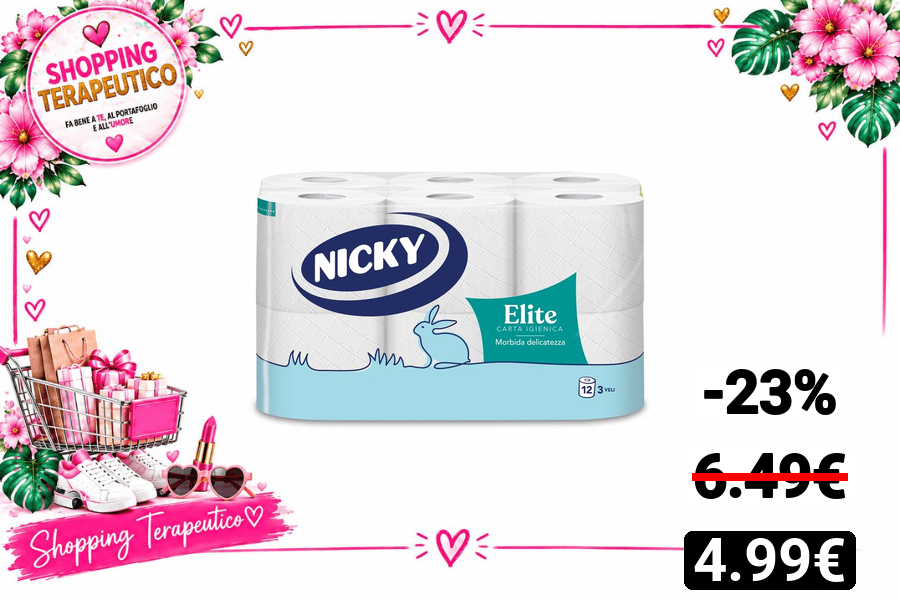 SHOPPING
TERAPEUTICO
FA BENE A TE, AL PORTAFOGLIO
E ALL'UMORE
NICKY
Elite
CARTA IGIENICA
Morbida delicatezza
12 3 VELI
-23%
6.49€
4.99€
Shopping Terapeutico